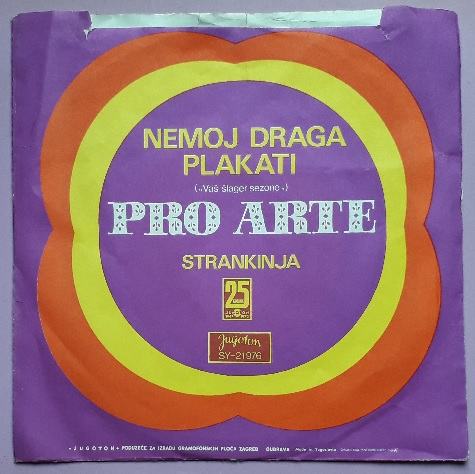 NEMOJ DRAGA
PLAKATI
(»Vaš šlager sezone«)
PRO ARTE
STRANKINJA
25
Jugoton
SY-21976
»JUGOTON« PODUZEĆE ZA IZRADU GRAMOFONSKIH PLOČA ZAGREB DUBRAVA Made in Yugoslavia